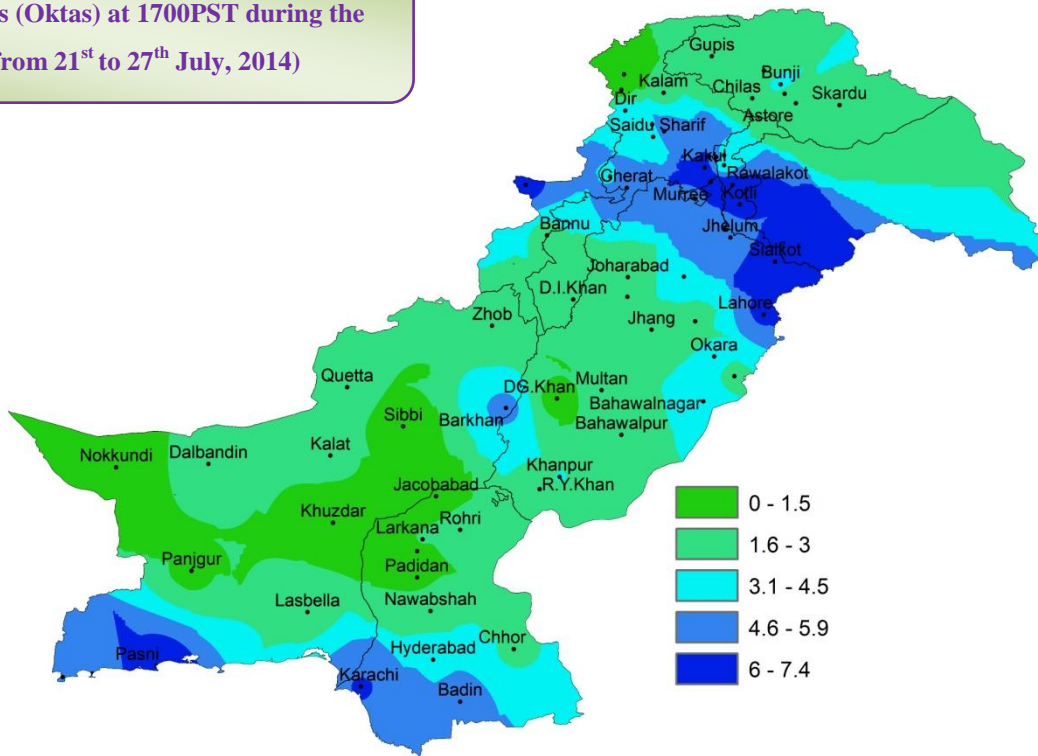 s (Oktas) at 1700PST during the
from 21st to 27th July, 2014)
Gupis
Bunji
Kalam
Chilas
Skardu
Dir
Astore
Saidu Sharif
Kakul
Cherat
Rawalakot
Murree
Kotli
Jhelum
Bannu
Sialkot
Joharabad
D.I.Khan
Lahore
Zhob
Jhang
Okara
Quetta
DG.Khan
Multan
Sibbi
Barkhan
Bahawalnagar
Bahawalpur
Nokkundi
Dalbandin
Kalat
Khanpur
R.Y.Khan
Jacobabad
0 - 1.5
Khuzdar
Rohri
Larkana
1.6 - 3
Panjgur
Padidan
3.1 - 4.5
Lasbella
Nawabshah
4.6 - 5.9
Chhor
Hyderabad
Pasni
6 - 7.4
Karachi
Badin